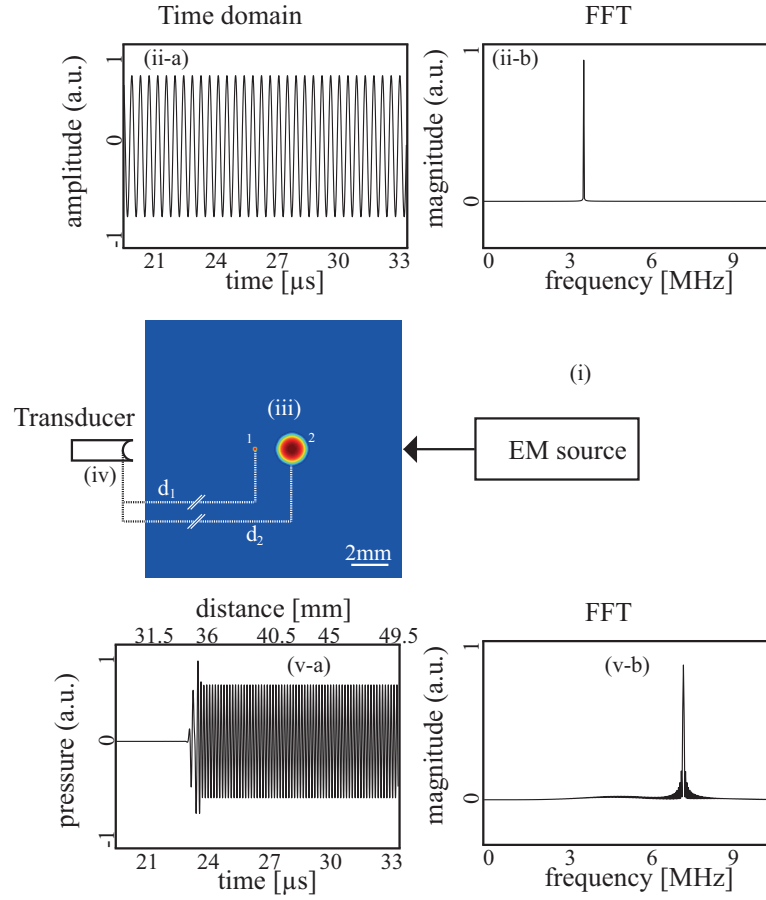 Time domain
FFT
(ii-a)
amplitude (a.u.)
1
0
-1
21 24 27 30 33
time [µs]
(ii-b)
magnitude (a.u.)
1
0
0 3 6 9
frequency [MHz]
Transducer
(iv)
(iii)
1
2
d1
d2
2mm
(i)
EM source
distance [mm]
31.5 36 40.5 45 49.5
FFT
(v-a)
pressure (a.u.)
1
0
-1
21 24 27 30 33
time [µs]
(v-b)
magnitude (a.u.)
1
0
0 3 6 9
frequency [MHz]